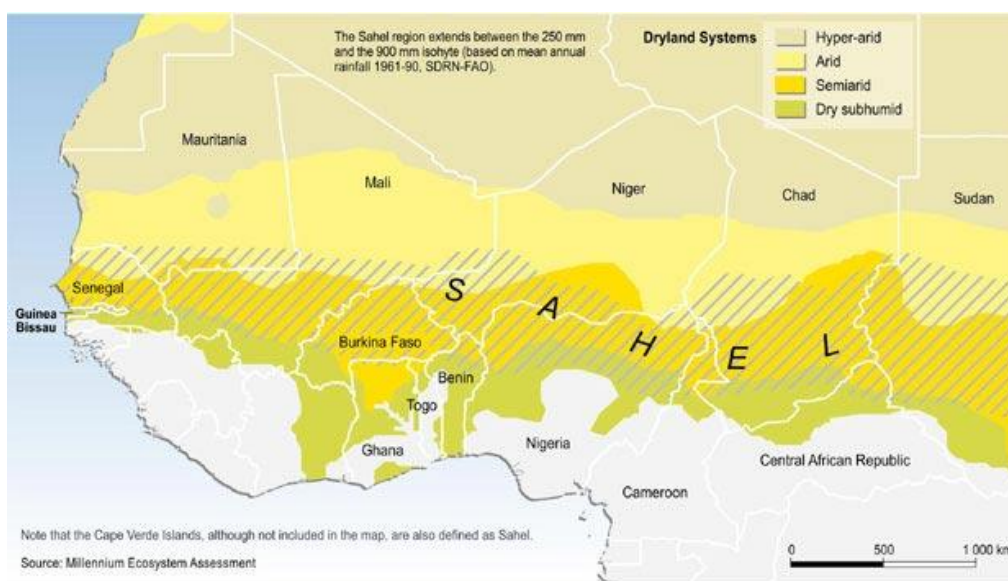 The Sahel region extends between the 250 mm
and the 900 mm isohyte (based on mean annual
rainfall 1961-90, SDRN-FAO).
Dryland Systems
Hyper-arid
Arid
Semiarid
Dry subhumid
Mauritania
Mali
Niger
Chad
Sudan
Senegal
Guinea
Bissau
S A H E L
Burkina Faso
Benin
Togo
Ghana
Nigeria
Cameroon
Central African Republic
Note that the Cape Verde Islands, although not included in the map, are also defined as Sahel.
Source: Millennium Ecosystem Assessment
0 500 1 000 km